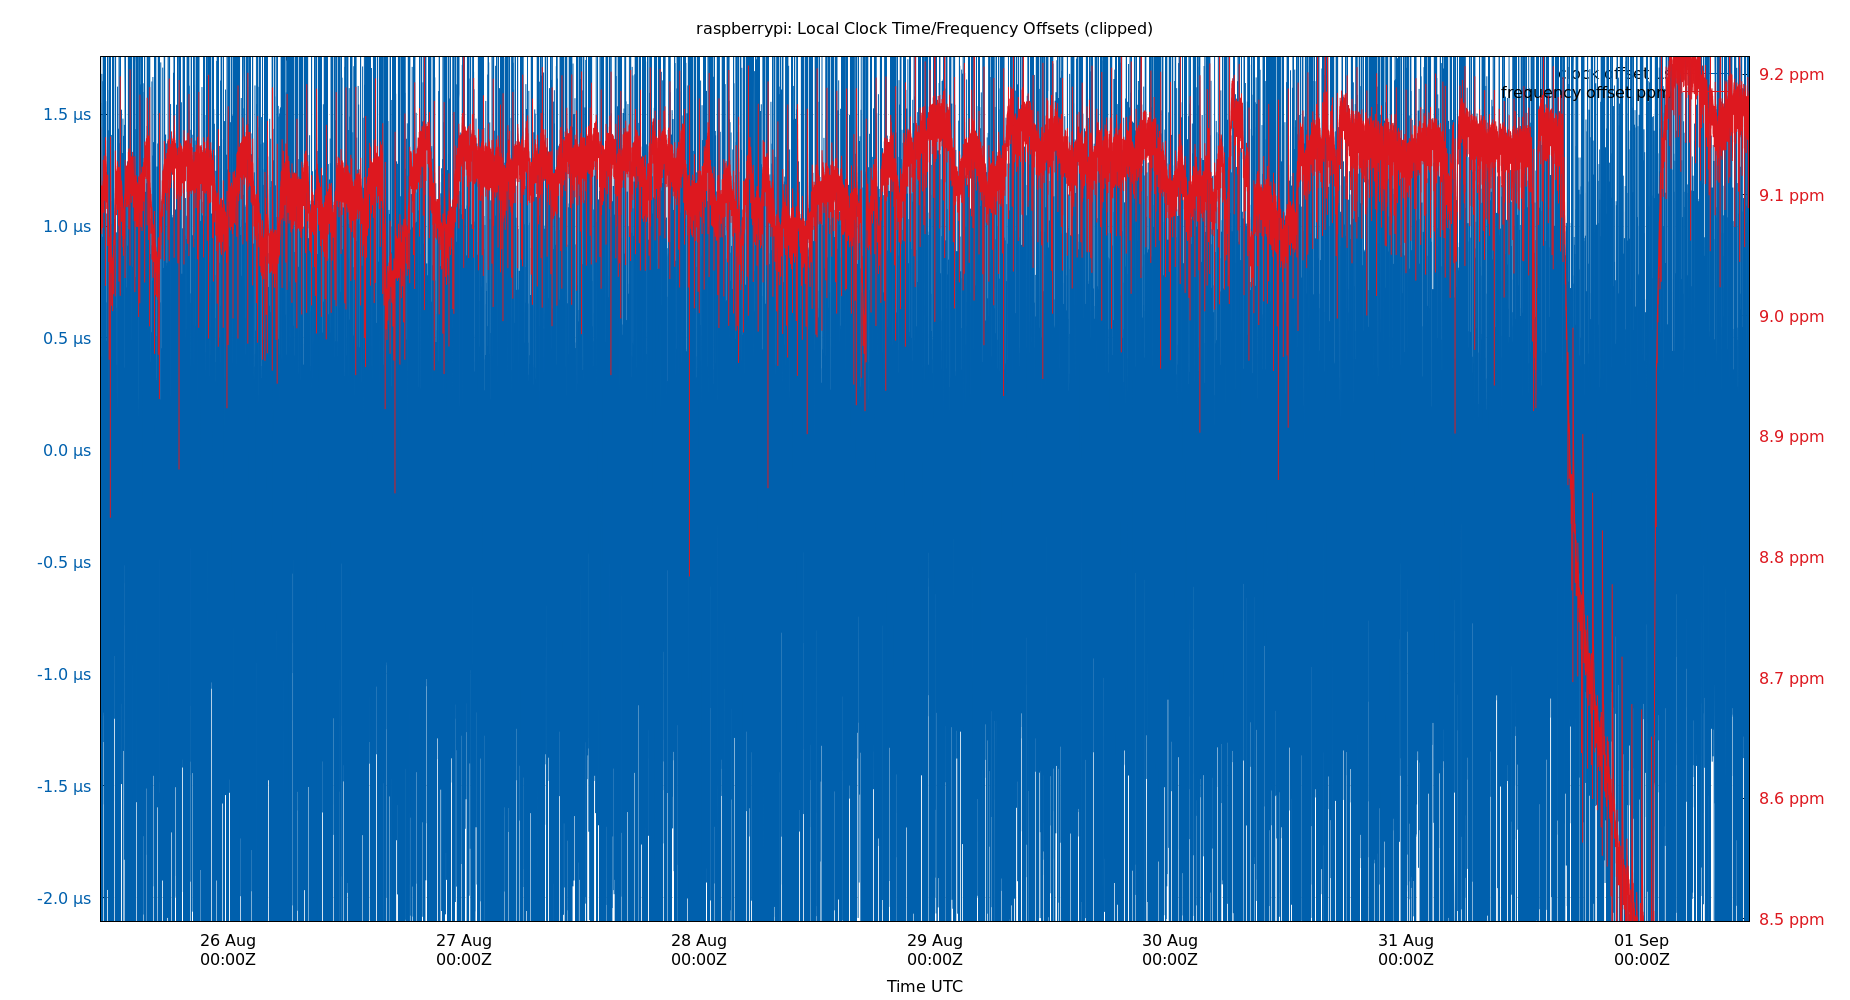 raspberrypi: Local Clock Time/Frequency Offsets (clipped)
clock offset
frequency offset ppm
1.5 µs
1.0 µs
0.5 µs
0.0 µs
-0.5 µs
-1.0 µs
-1.5 µs
-2.0 µs
9.2 ppm
9.1 ppm
9.0 ppm
8.9 ppm
8.8 ppm
8.7 ppm
8.6 ppm
8.5 ppm
26 Aug 27 Aug 28 Aug 29 Aug 30 Aug 31 Aug 01 Sep
00:00Z 00:00Z 00:00Z 00:00Z 00:00Z 00:00Z 00:00Z
Time UTC